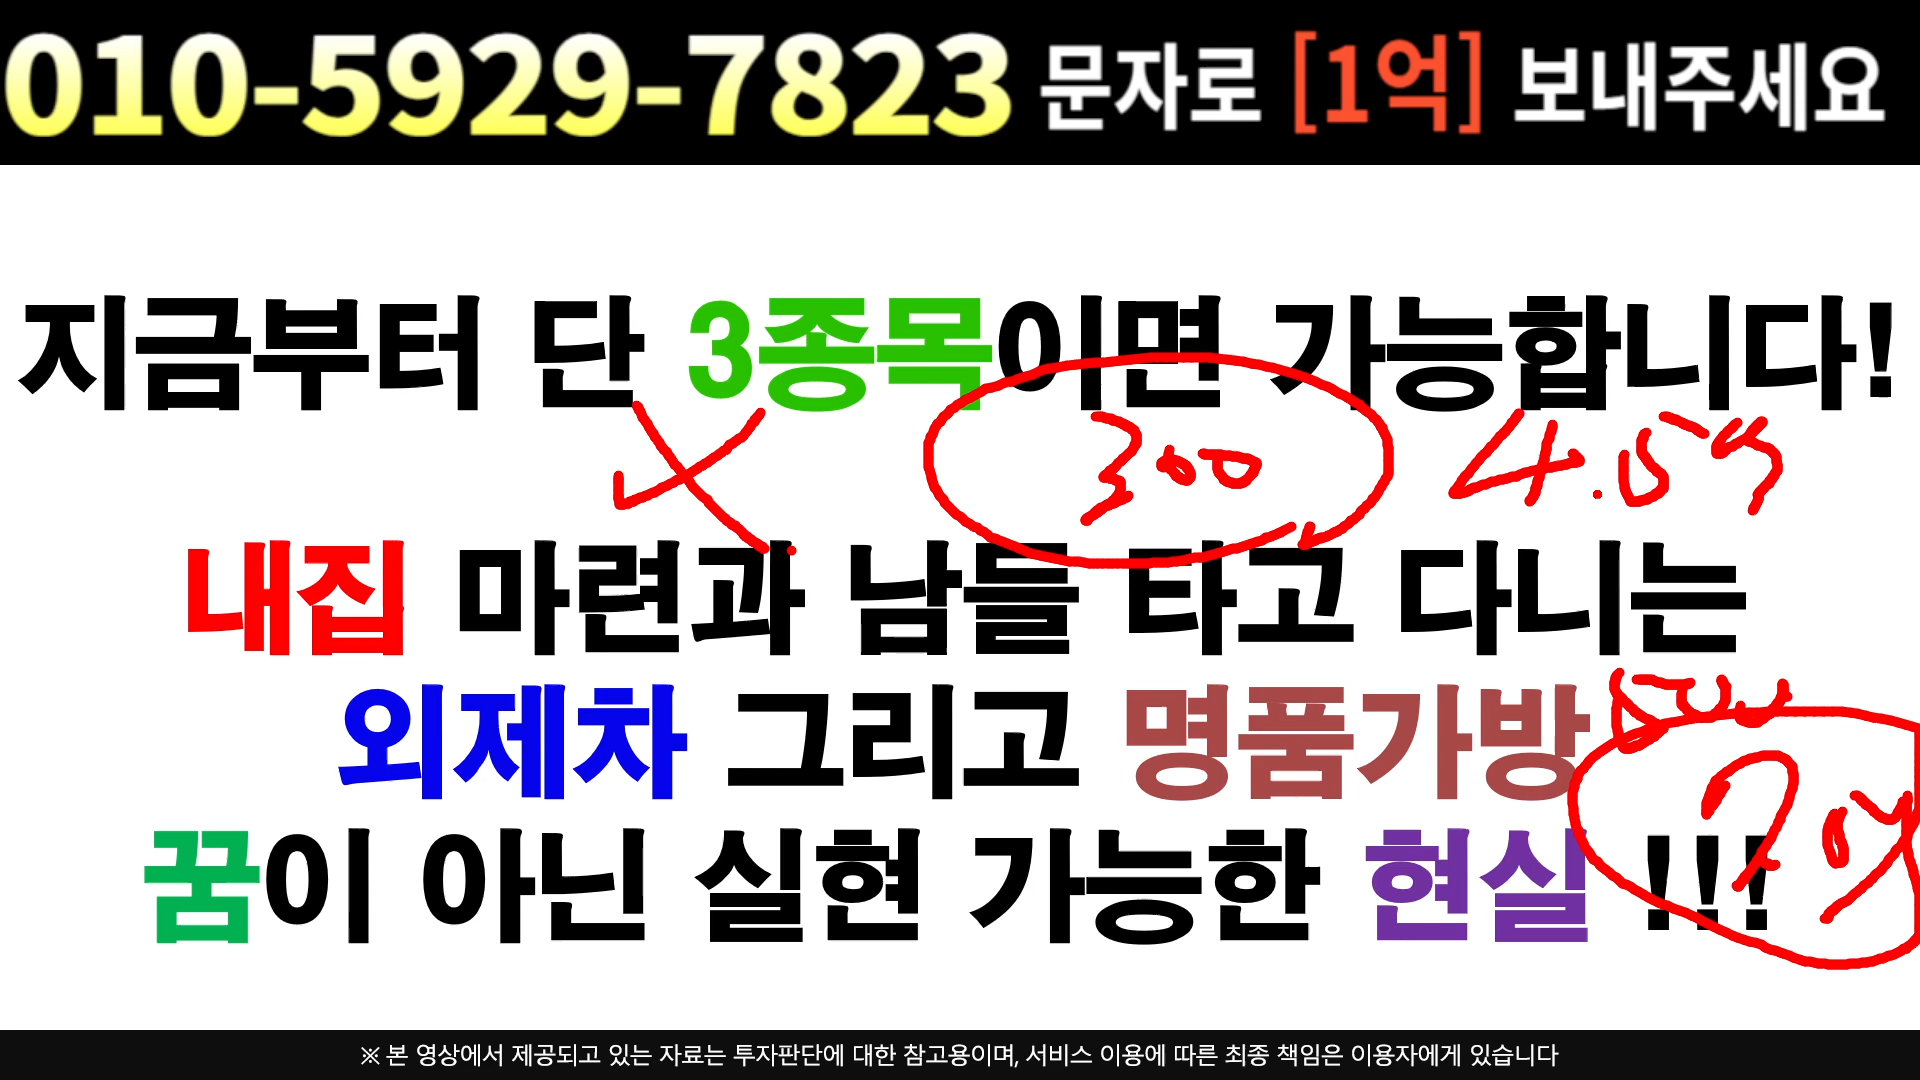 010-5929-7823 문자로 [1억] 보내주세요
지금부터 단 3종목이면 가능합니다!
300 4.5억
내집 마련과 남들 타고 다니는
외제차 그리고 명품가방
꿈이 아닌 실현 가능한 현실 !!!
※ 본 영상에서 제공되고 있는 자료는 투자판단에 대한 참고용이며, 서비스 이용에 따른 최종 책임은 이용자에게 있습니다